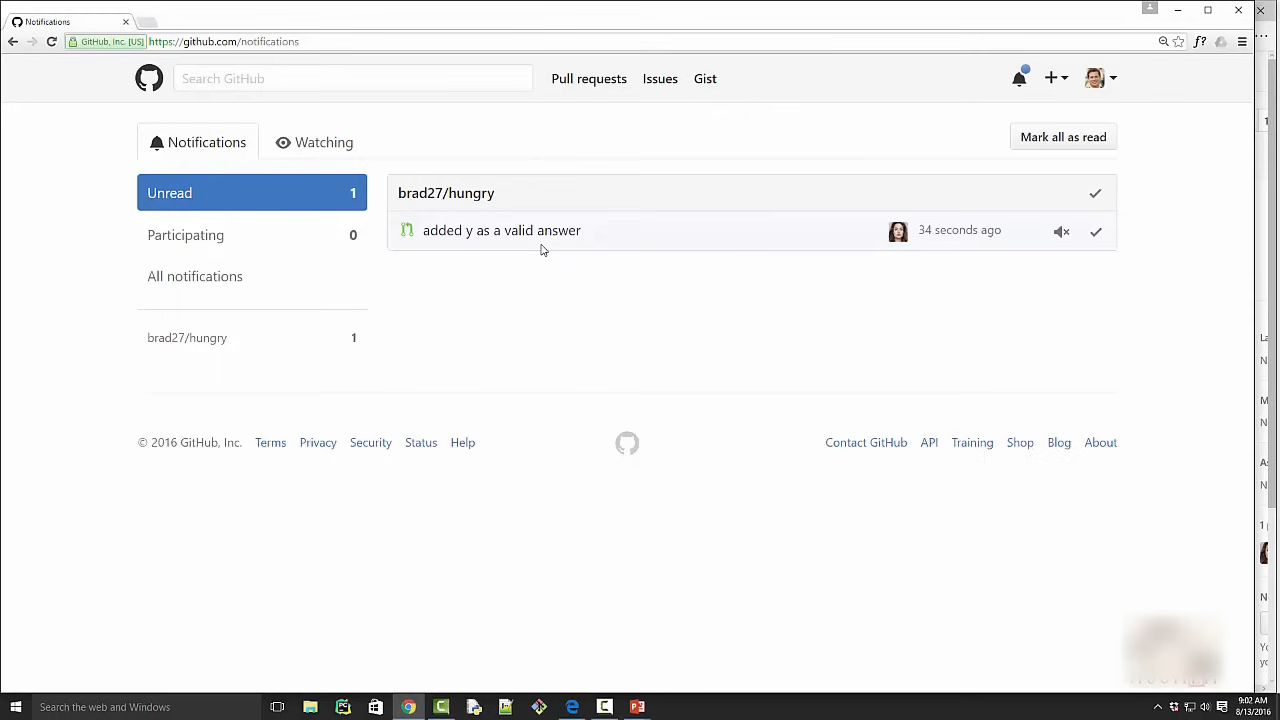 Notifications
GitHub, Inc. [US] https://github.com/notifications
Search GitHub
Pull requests Issues Gist
Notifications Watching Mark all as read
Unread 1
brad27/hungry
added y as a valid answer 34 seconds ago
Participating 0
All notifications
brad27/hungry 1
© 2016 GitHub, Inc. Terms Privacy Security Status Help
Contact GitHub API Training Shop Blog About
Search the web and Windows
9:02 AM
8/13/2016